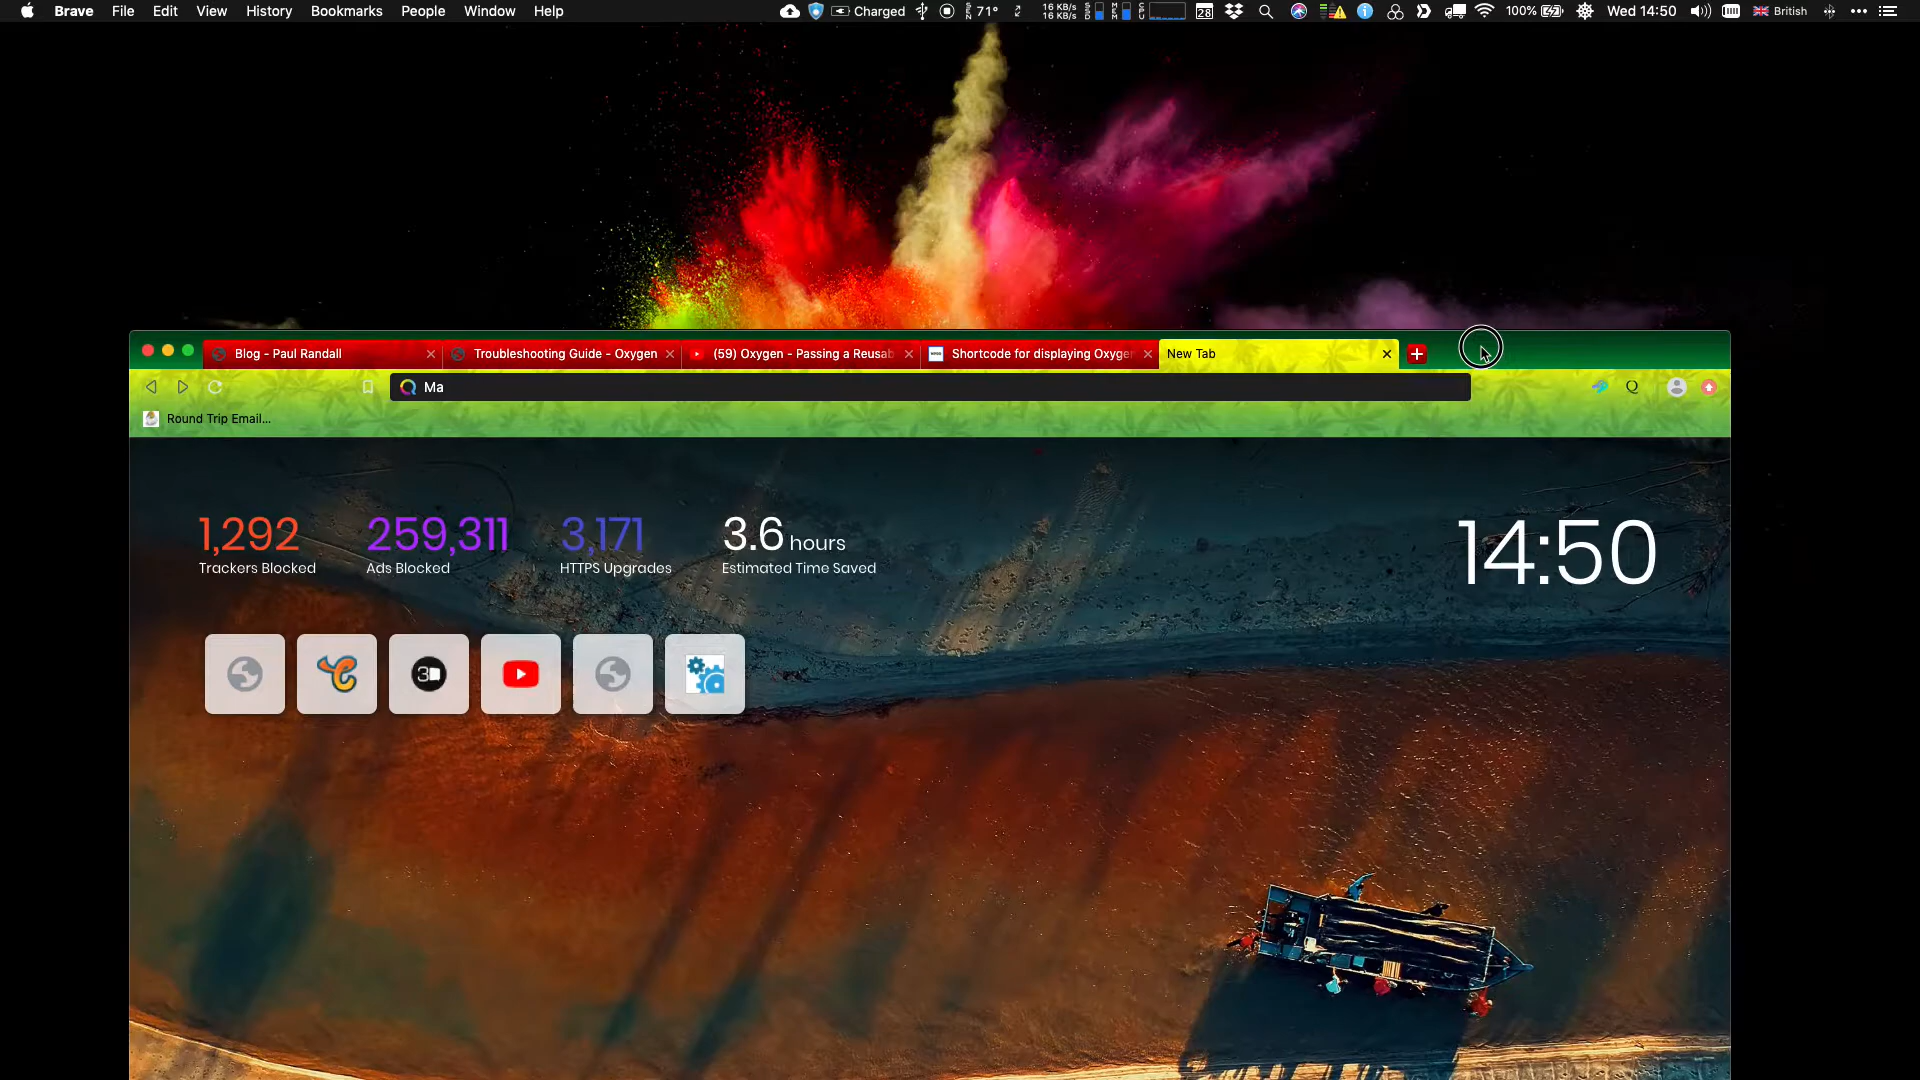 Brave File Edit View History Bookmarks People Window Help
Charged 71° 16 KB/s 16 KB/s 28 100% Wed 14:50 British
Blog - Paul Randall
Troubleshooting Guide - Oxygen
(59) Oxygen - Passing a Reusab
Shortcode for displaying Oxyger
New Tab
Ma
Round Trip Email...
1,292
Trackers Blocked
259,311
Ads Blocked
3,171
HTTPS Upgrades
3.6 hours
Estimated Time Saved
14:50
3D